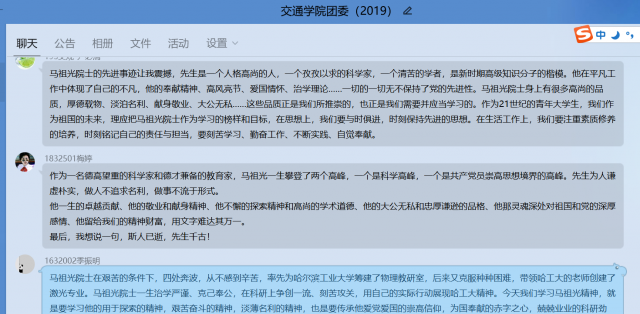 交通学院团委（2019）
聊天 公告 相册 文件 活动 设置
中
马祖光院士的先进事迹让我震撼，先生是一个人格高尚的人，一个孜孜以求的科学家，一个清苦的学者，是新时期高级知识分子的楷模。他在平凡工
作中体现了自己的不凡，他的奉献精神、高风亮节、爱国情怀、治学理论……一切的一切无不保持了党的先进性。马祖光院士身上有很多高尚的品
质，厚德载物、淡泊名利、献身敬业、大公无私……这些品质正是我们所推崇的，也正是我们需要并应当学习的。作为21世纪的青年大学生，我们作
为祖国的未来，理应把马祖光院士作为学习的榜样和目标，在思想上，我们要与时俱进，时刻保持先进的思想。在生活工作上，我们要注重素质修养
的培养，时刻铭记自己的责任与担当，要刻苦学习、勤奋工作、不断实践、自觉奉献。
1832501梅婷
作为一名德高望重的科学家和德才兼备的教育家，马祖光一生攀登了两个高峰，一个是科学高峰，一个是共产党员崇高思想境界的高峰。先生为人谦
虚朴实，做人不追求名利，做事不流于形式。
他一生的卓越贡献、他的敬业和献身精神、他不懈的探索精神和高尚的学术道德、他的大公无私和忠厚谦逊的品格、他那灵魂深处对祖国和党的深厚
感情、他留给我们的精神财富，用文字难达其万一。
最后，我想说一句，斯人已逝，先生千古！
1632002李振明
马祖光院士在艰苦的条件下，四处奔波，从不感到辛苦，率先为哈尔滨工业大学筹建了物理教研室，后来又克服种种困难，带领哈工大的老师创建了
激光专业。马祖光院士一生治学严谨、克己奉公，在科研上争创一流、刻苦攻关，用自己的实际行动展现哈工大精神。今天我们学习马祖光精神，就
是要学习他的用于探索的精神，艰苦奋斗的精神，淡薄名利的精神，也是要传承他爱党爱国的崇高信仰，为国奉献的赤子之心，兢兢业业的科研劲